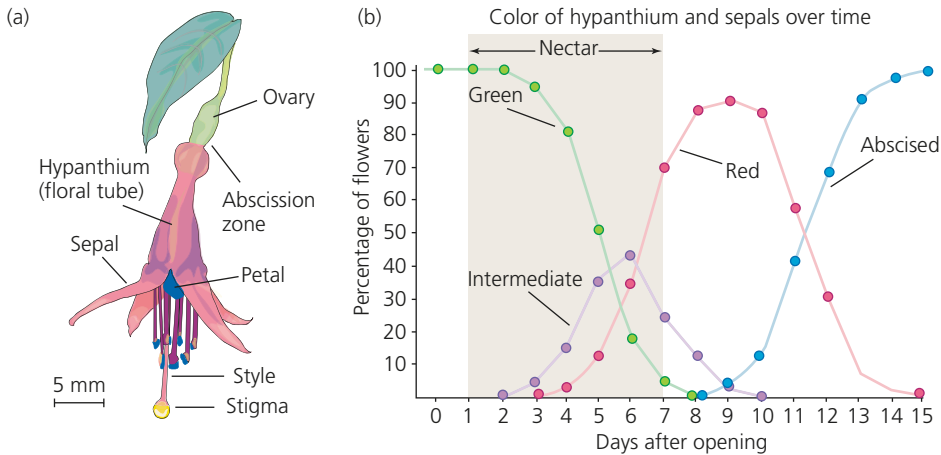 (a)
Ovary
Hypanthium
(floral tube)
Abscission
zone
Sepal
Petal
5 mm
Style
Stigma
(b)
Color of hypanthium and sepals over time
Nectar
Green
Intermediate
Red
Abscised
Percentage of flowers
100
90
80
70
60
50
40
30
20
10
0 1 2 3 4 5 6 7 8 9 10 11 12 13 14 15
Days after opening